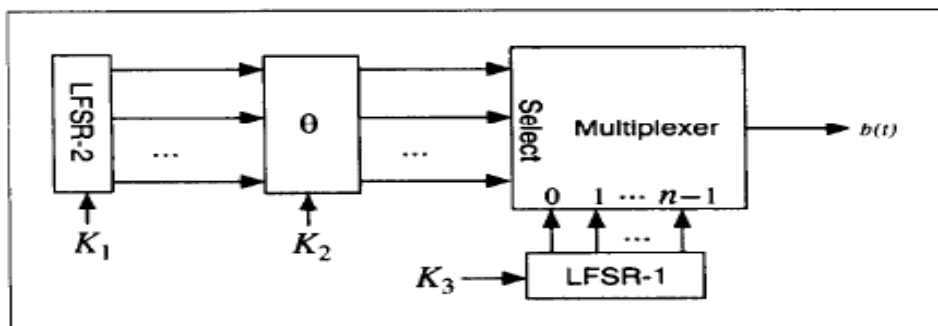 LFSR-2
...
θ
...
Select
Multiplexer
b(t)
0 1 ... n-1
...
K₁
K₂
K₃
LFSR-1